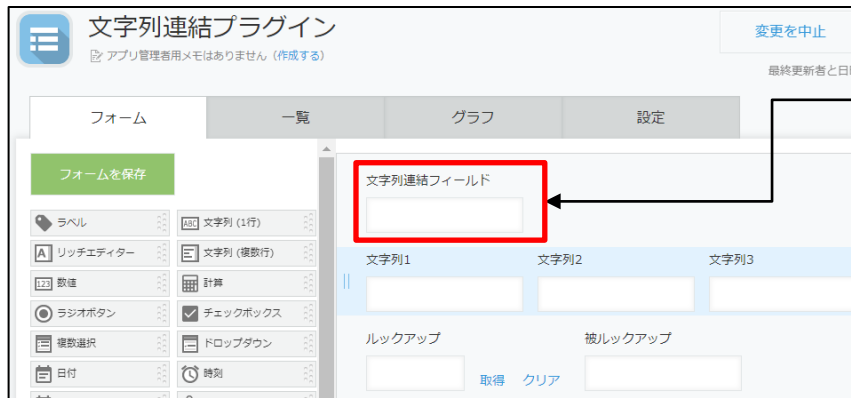 文字列連結プラグイン
アプリ管理者用メモはありません（作成する）
変更を中止
最終更新者と日
フォーム
一覧
グラフ
設定
フォームを保存
ラベル
ABC 文字列 (1行)
A リッチエディター
文字列 (複数行)
123 数値
計算
ラジオボタン
チェックボックス
複数選択
ドロップダウン
日付
時刻
文字列連結フィールド
文字列1
文字列2
文字列3
ルックアップ
取得 クリア
被ルックアップ